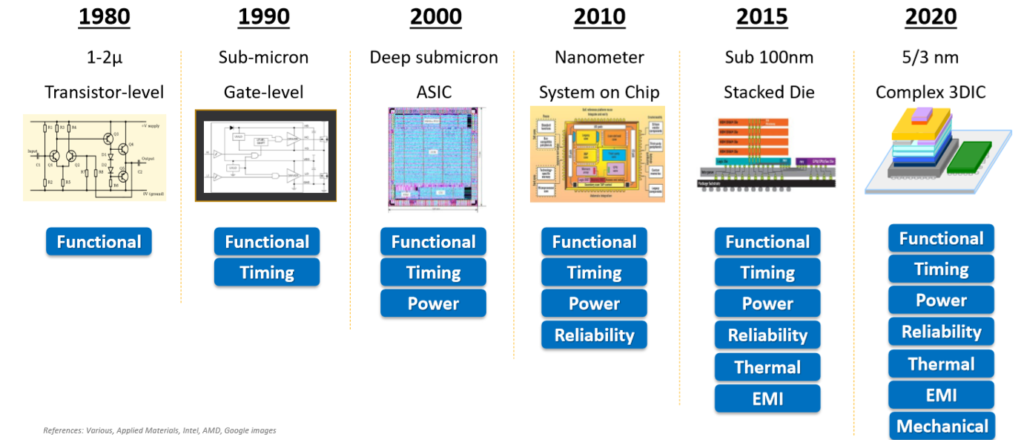 1980
1990
2000
2010
2015
2020
1-2µ
Sub-micron
Deep submicron
Nanometer
Sub 100nm
5/3 nm
Transistor-level
Gate-level
ASIC
System on Chip
Stacked Die
Complex 3DIC
Functional
Functional
Timing
Functional
Timing
Power
Functional
Timing
Power
Reliability
Functional
Timing
Power
Reliability
Thermal
EMI
Functional
Timing
Power
Reliability
Thermal
EMI
Mechanical
References: Various, Applied Materials, Intel, AMD, Google images